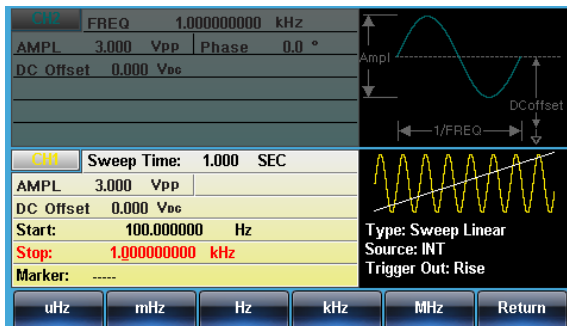 CH2 FREQ 1.000000000 kHz
AMPL 3.000 VPP Phase 0.0 °
DC Offset 0.000 VDC
Ampl
DCoffset
1/FREQ
CH1 Sweep Time: 1.000 SEC
AMPL 3.000 VPP
DC Offset 0.000 VDC
Start: 100.000000 Hz
Stop: 1.000000000 kHz
Marker: -----
Type: Sweep Linear
Source: INT
Trigger Out: Rise
uHz mHz Hz kHz MHz Return